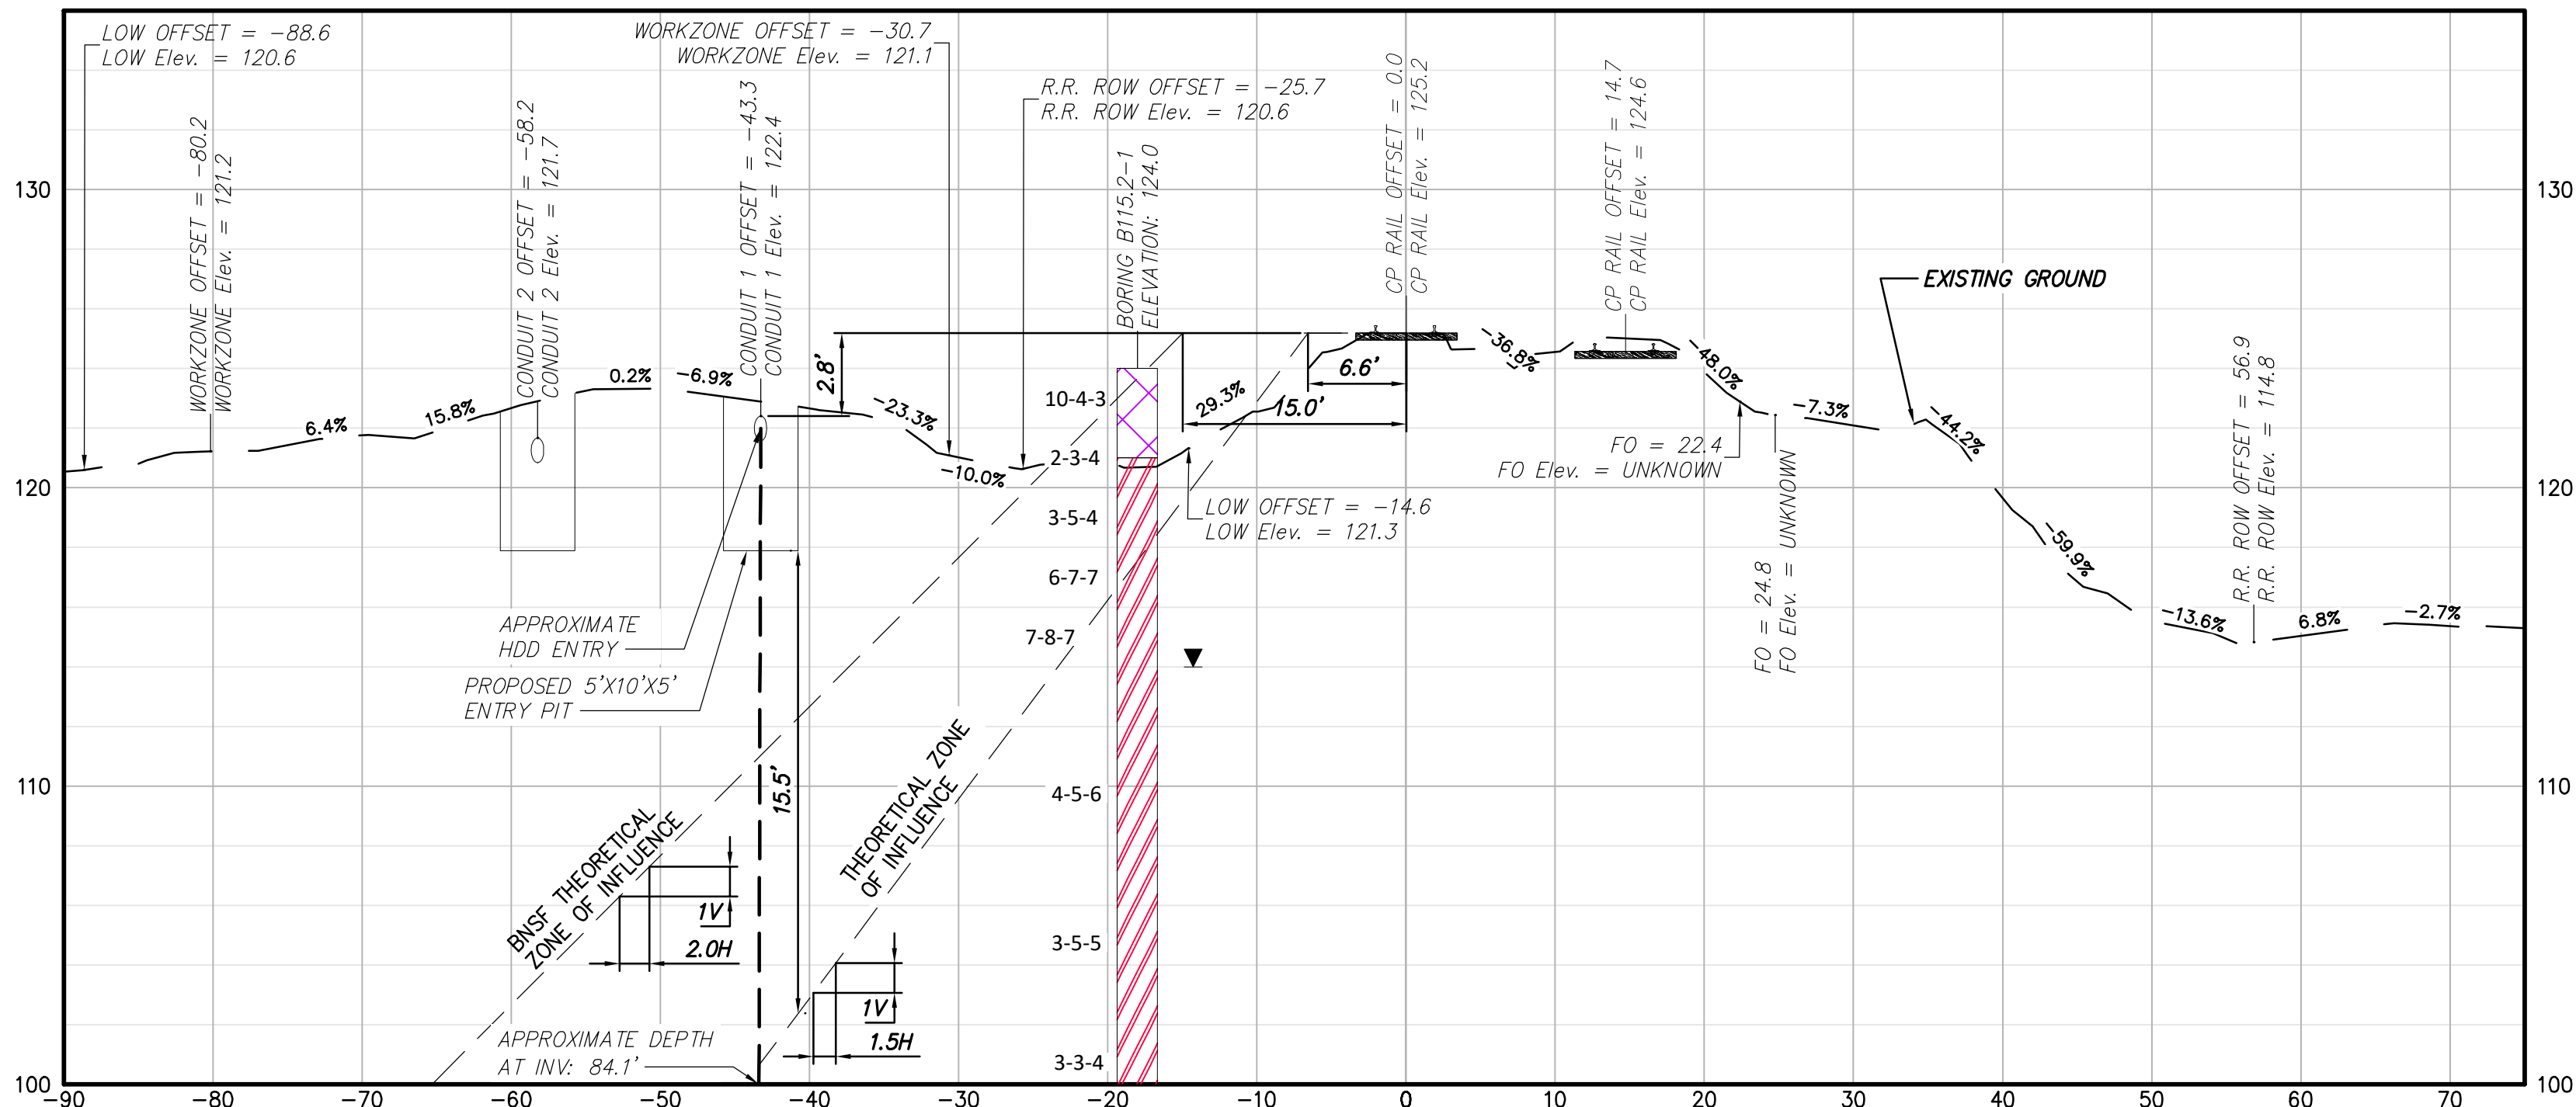 LOW OFFSET = -88.6
LOW Elev. = 120.6
WORKZONE OFFSET = -30.7
WORKZONE Elev. = 121.1
R.R. ROW OFFSET = -25.7
R.R. ROW Elev. = 120.6
WORKZONE OFFSET = -80.2
WORKZONE Elev. = 121.2
CONDUIT 2 OFFSET = -58.2
CONDUIT 2 Elev. = 121.7
CONDUIT 1 OFFSET = -43.3
CONDUIT 1 Elev. = 122.4
BORING B115.2-1
ELEVATION: 124.0
CP RAIL OFFSET = 0.0
CP RAIL Elev. = 125.2
CP RAIL OFFSET = 14.7
CP RAIL Elev. = 124.6
EXISTING GROUND
R.R. ROW OFFSET = 56.9
R.R. ROW Elev. = 114.8
130
130
120
120
110
110
100
100
6.4%
15.8%
0.2%
-6.9%
-23.3%
-10.0%
29.3%
-36.8%
-48.0%
-7.3%
-44.2%
-59.9%
-13.6%
6.8%
-2.7%
2.8'
6.6'
15.0'
10-4-3
2-3-4
3-5-4
6-7-7
7-8-7
4-5-6
3-5-5
3-3-4
FO = 22.4
FO Elev. = UNKNOWN
FO = 24.8
FO Elev. = UNKNOWN
LOW OFFSET = -14.6
LOW Elev. = 121.3
APPROXIMATE
HDD ENTRY
PROPOSED 5'X10'X5'
ENTRY PIT
15.5'
BNSF THEORETICAL
ZONE OF INFLUENCE
THEORETICAL ZONE
OF INFLUENCE
1V
2.0H
1V
1.5H
APPROXIMATE DEPTH
AT INV: 84.1'
-90
-80
-70
-60
-50
-40
-30
-20
-10
0
10
20
30
40
50
60
70